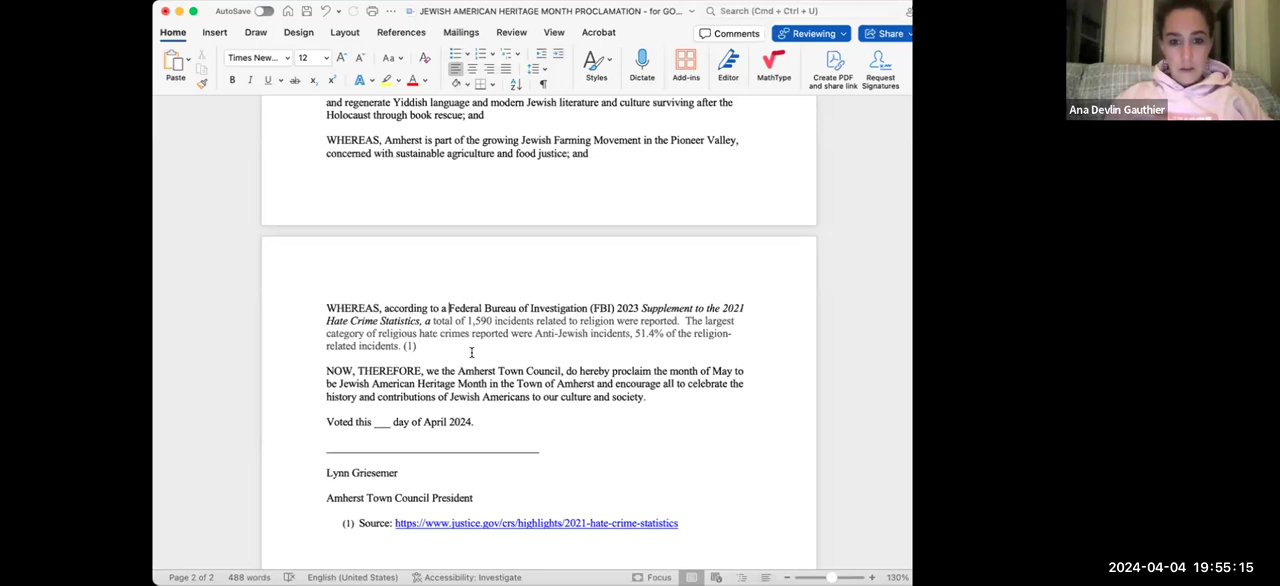 AutoSave
JEWISH AMERICAN HERITAGE MONTH PROCLAMATION - for GO...
Search (Cmd + Ctrl + U)
Home Insert Draw Design Layout References Mailings Review View Acrobat Comments Reviewing Share
Paste
Times New... 12
Aa
B I U ab x₂ x²
A A
Styles
Dictate
Add-ins
Editor
MathType
Create PDF
and share link
Request
Signatures
and regenerate Yiddish language and modern Jewish literature and culture surviving after the
Holocaust through book rescue; and
WHEREAS, Amherst is part of the growing Jewish Farming Movement in the Pioneer Valley,
concerned with sustainable agriculture and food justice; and
WHEREAS, according to a Federal Bureau of Investigation (FBI) 2023 Supplement to the 2021
Hate Crime Statistics, a total of 1,590 incidents related to religion were reported. The largest
category of religious hate crimes reported were Anti-Jewish incidents, 51.4% of the religion-
related incidents. (1)
NOW, THEREFORE, we the Amherst Town Council, do hereby proclaim the month of May to
be Jewish American Heritage Month in the Town of Amherst and encourage all to celebrate the
history and contributions of Jewish Americans to our culture and society.
Voted this ___ day of April 2024.
Lynn Griesemer
Amherst Town Council President
(1) Source: https://www.justice.gov/crs/highlights/2021-hate-crime-statistics
Page 2 of 2 488 words English (United States) Accessibility: Investigate Focus 130%
Ana Devlin Gauthier
2024-04-04 19:55:15